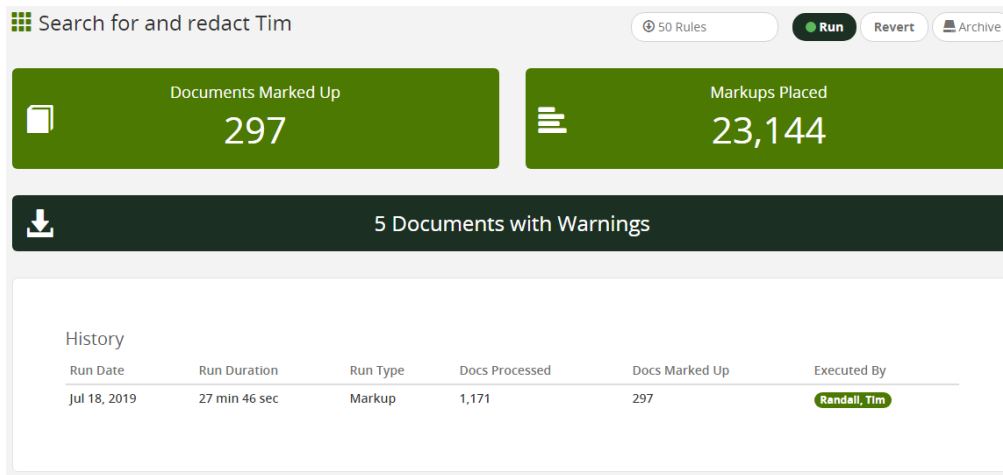 Search for and redact Tim
50 Rules
Run
Revert
Archive
Documents Marked Up
297
Markups Placed
23,144
5 Documents with Warnings
History
Run Date Run Duration Run Type Docs Processed Docs Marked Up Executed By
Jul 18, 2019 27 min 46 sec Markup 1,171 297 Randall, Tim